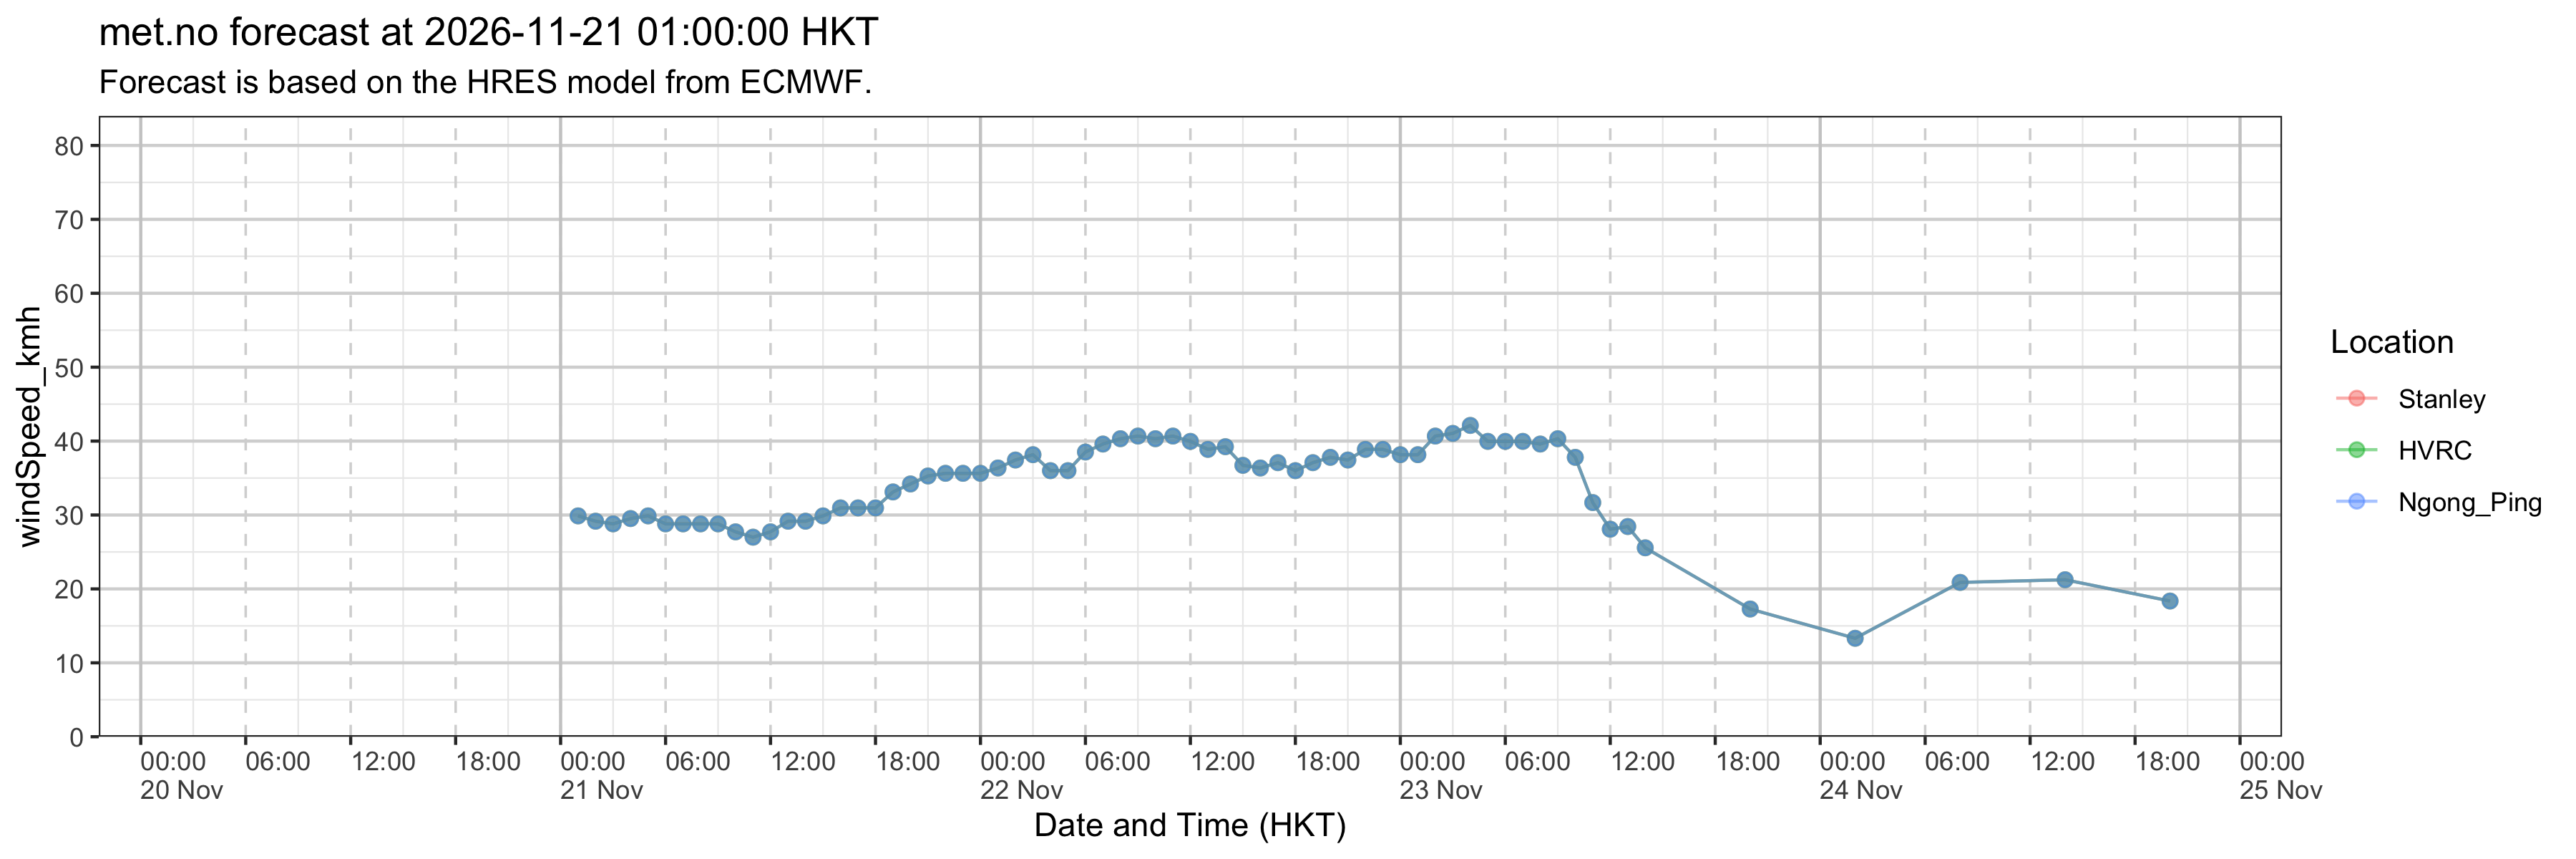 met.no forecast at 2026-11-21 01:00:00 HKT
Forecast is based on the HRES model from ECMWF.
windSpeed_kmh
80
70
60
50
40
30
20
10
0
00:00 06:00 12:00 18:00 00:00 06:00 12:00 18:00 00:00 06:00 12:00 18:00 00:00 06:00 12:00 18:00 00:00 06:00 12:00 18:00 00:00
20 Nov 21 Nov 22 Nov 23 Nov 24 Nov 25 Nov
Date and Time (HKT)
Location
Stanley
HVRC
Ngong_Ping